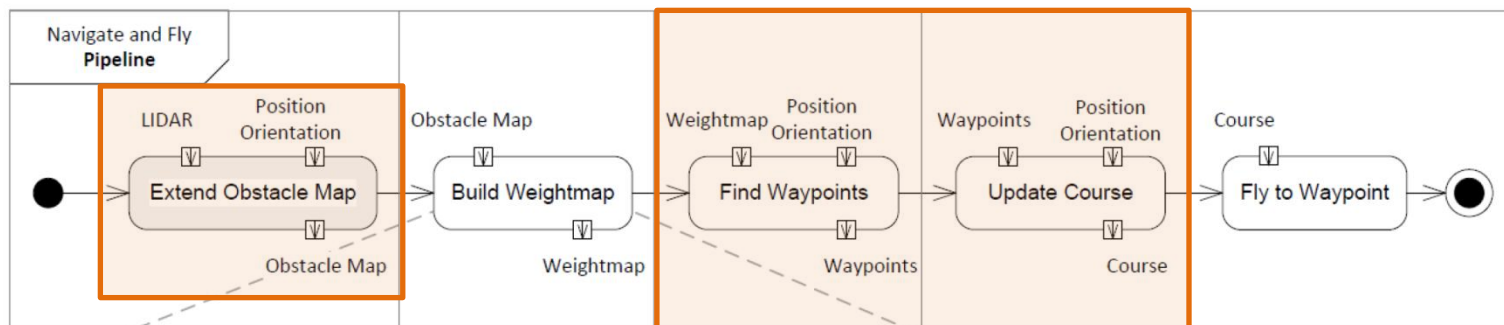 Navigate and Fly
Pipeline
LIDAR
Position
Orientation
Extend Obstacle Map
Obstacle Map
Obstacle Map
Build Weightmap
Weightmap
Weightmap
Position
Orientation
Find Waypoints
Waypoints
Waypoints
Position
Orientation
Update Course
Course
Course
Fly to Waypoint